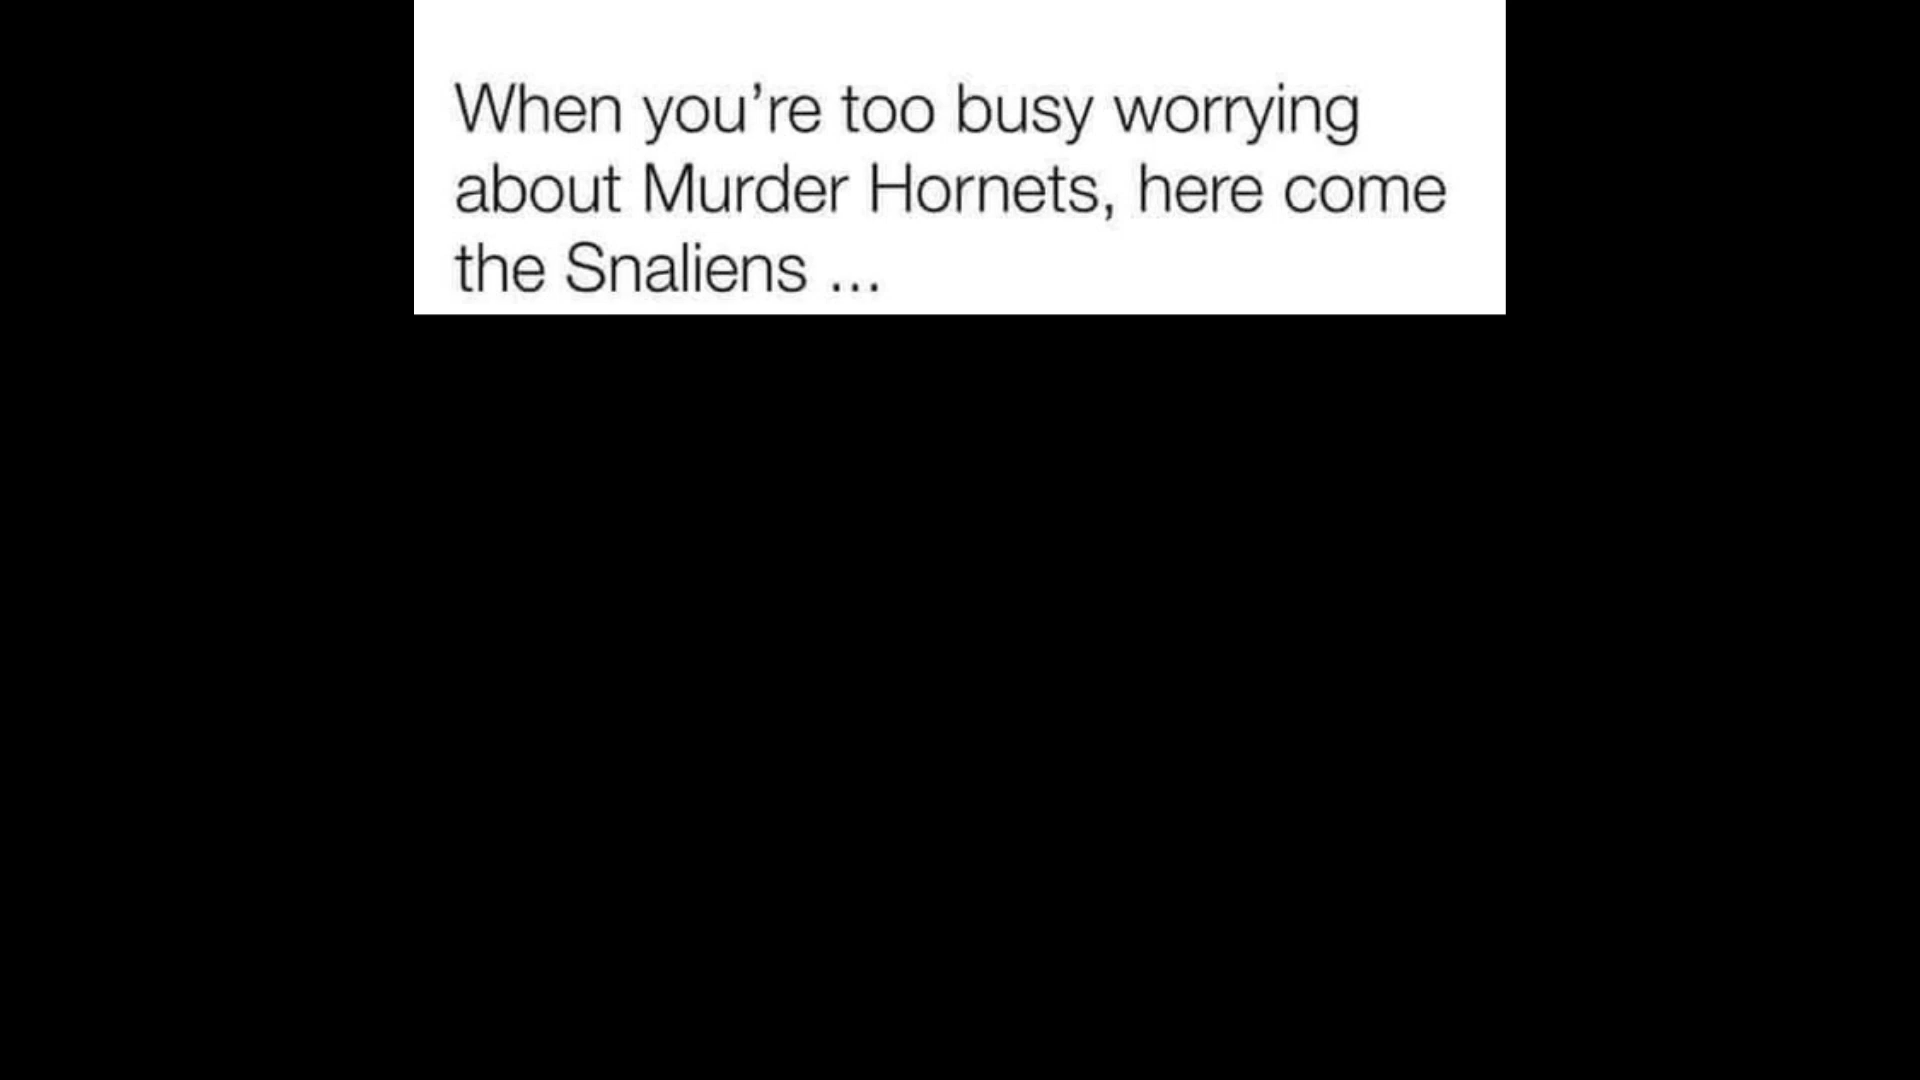 When you’re too busy worrying
about Murder Hornets, here come
the Snaliens ...